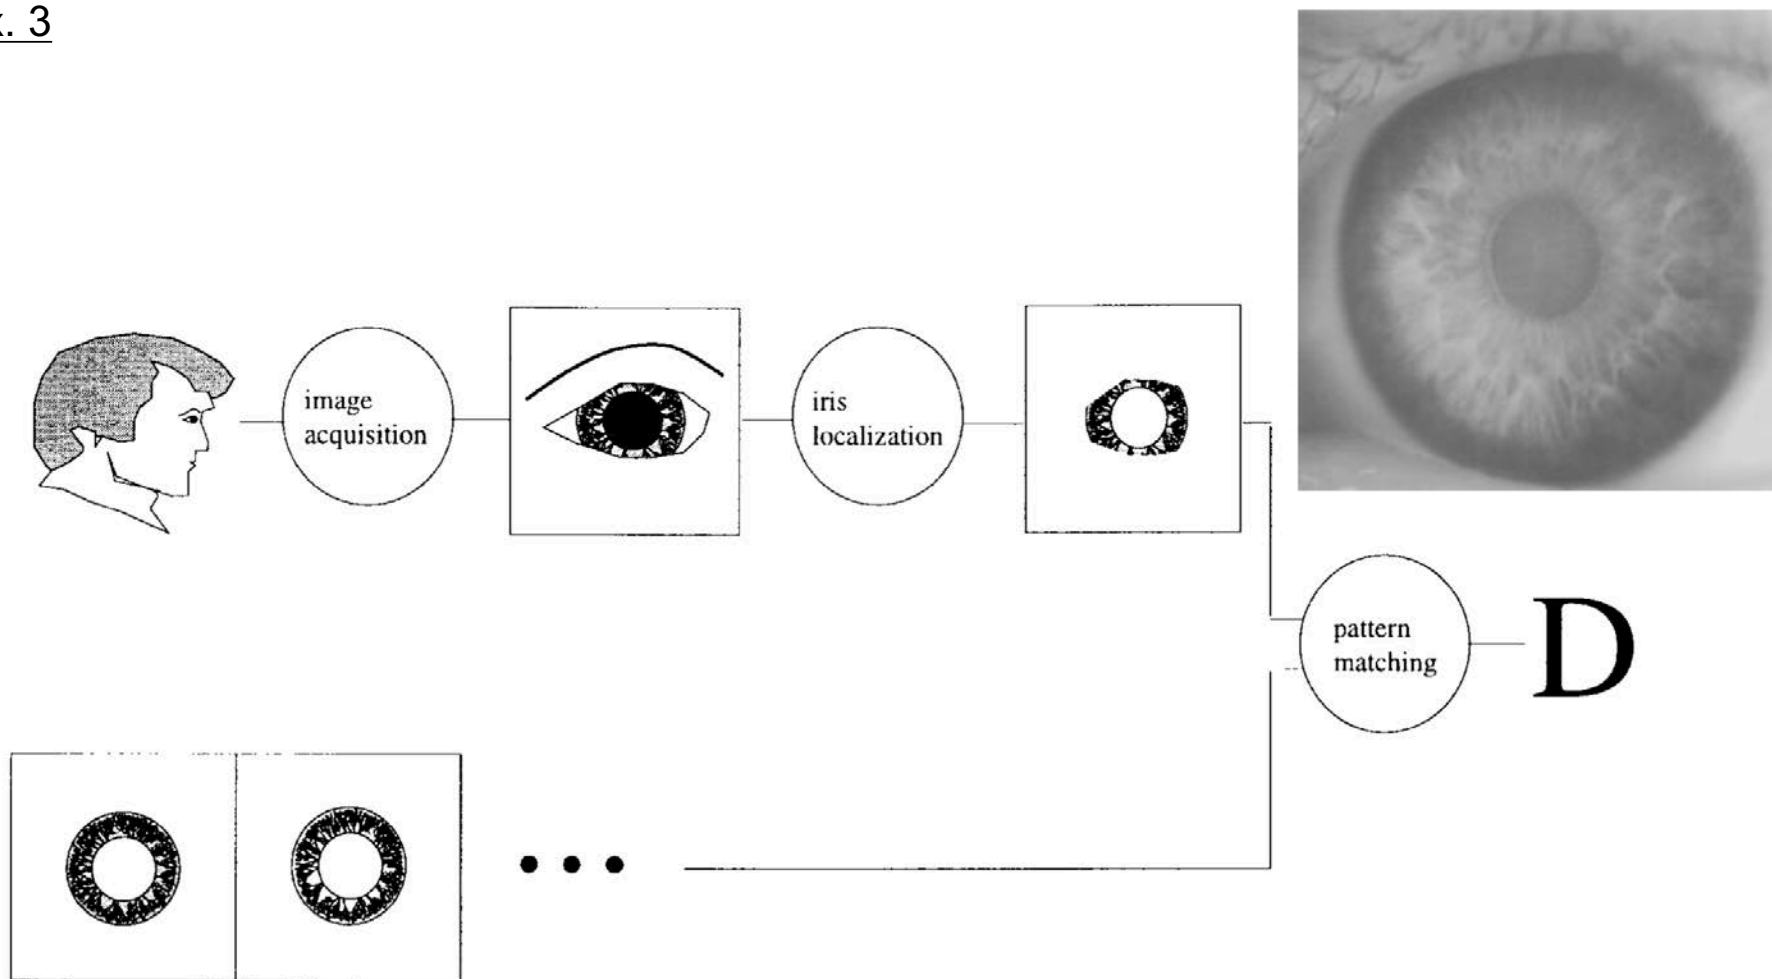 x. 3
image
acquisition
iris
localization
pattern
matching
D